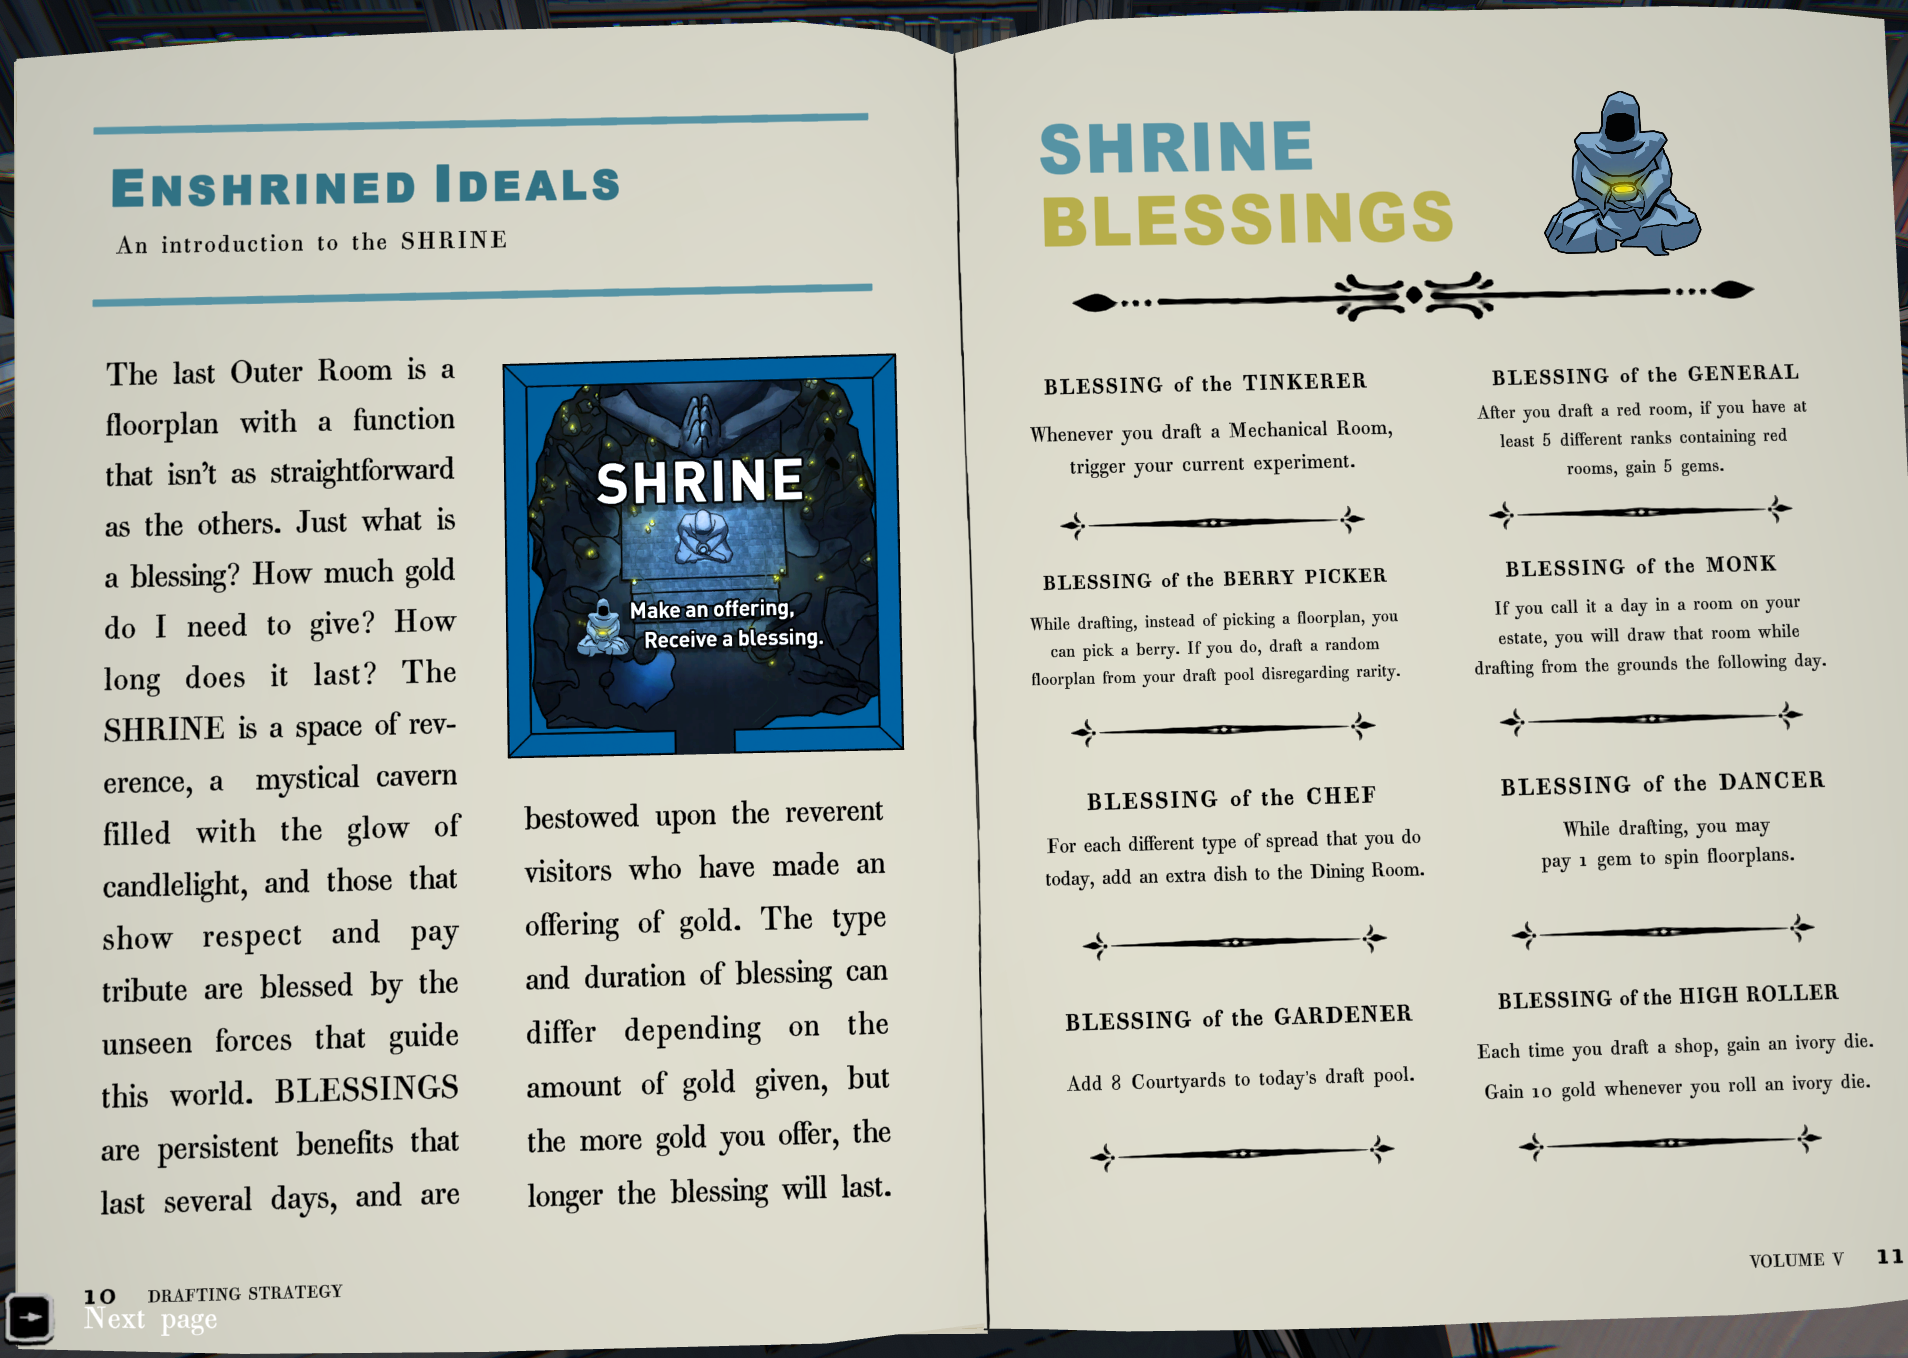 ENSHRINED IDEALS
An introduction to the SHRINE
The last Outer Room is a
floorplan with a function
that isn't as straightforward
as the others. Just what is
a blessing? How much gold
do I need to give? How
long does it last? The
SHRINE is a space of rev-
erence, a mystical cavern
filled with the glow of
candlelight, and those that
show respect and pay
tribute are blessed by the
unseen forces that guide
this world. BLESSINGS
are persistent benefits that
last several days, and are
SHRINE
Make an offering,
Receive a blessing.
bestowed upon the reverent
visitors who have made an
offering of gold. The type
and duration of blessing can
differ depending on the
amount of gold given, but
the more gold you offer, the
longer the blessing will last.
10 DRAFTING STRATEGY
Next page
SHRINE
BLESSINGS
BLESSING of the TINKERER
Whenever you draft a Mechanical Room,
trigger your current experiment.
BLESSING of the BERRY PICKER
While drafting, instead of picking a floorplan, you
can pick a berry. If you do, draft a random
floorplan from your draft pool disregarding rarity.
BLESSING of the CHEF
For each different type of spread that you do
today, add an extra dish to the Dining Room.
BLESSING of the GARDENER
Add 8 Courtyards to today's draft pool.
BLESSING of the GENERAL
After you draft a red room, if you have at
least 5 different ranks containing red
rooms, gain 5 gems.
BLESSING of the MONK
If you call it a day in a room on your
estate, you will draw that room while
drafting from the grounds the following day.
BLESSING of the DANCER
While drafting, you may
pay 1 gem to spin floorplans.
BLESSING of the HIGH ROLLER
Each time you draft a shop, gain an ivory die.
Gain 10 gold whenever you roll an ivory die.
VOLUME V 11